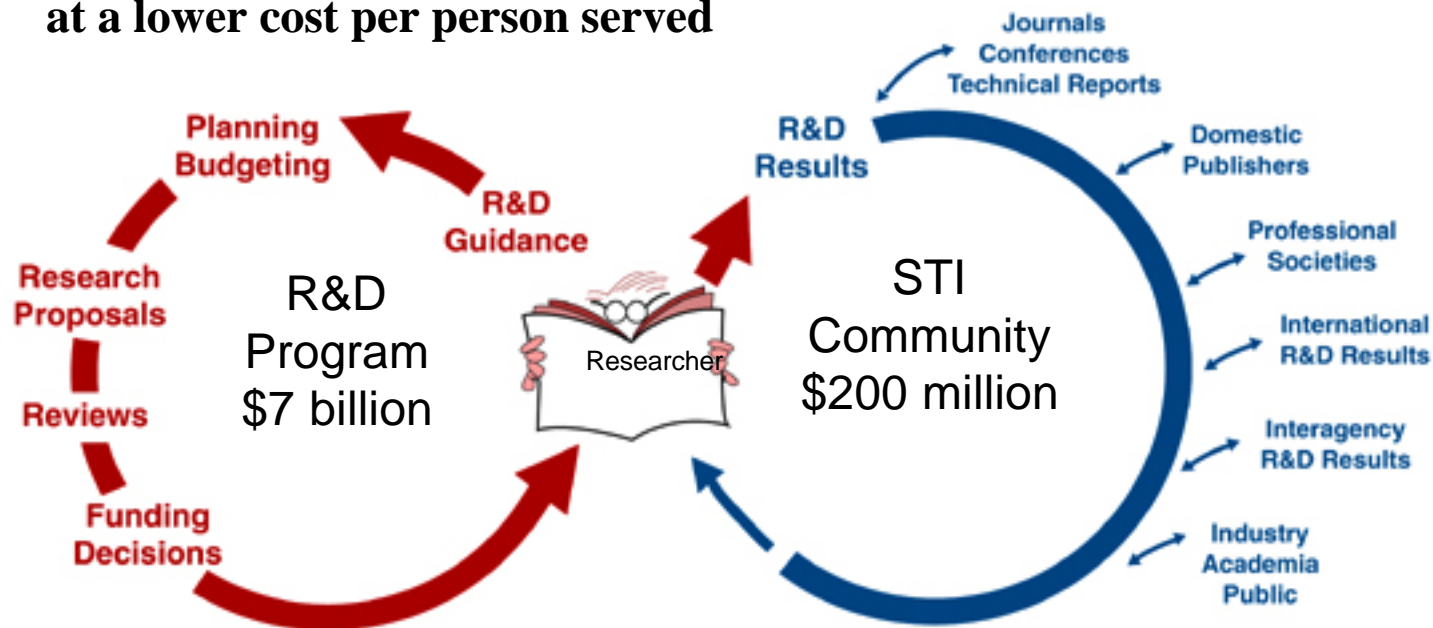 at a lower cost per person served
Planning
Budgeting
R&D
Guidance
Research
Proposals
Reviews
Funding
Decisions
R&D
Program
$7 billion
Researcher
R&D
Results
STI
Community
$200 million
Journals
Conferences
Technical Reports
Domestic
Publishers
Professional
Societies
International
R&D Results
Interagency
R&D Results
Industry
Academia
Public